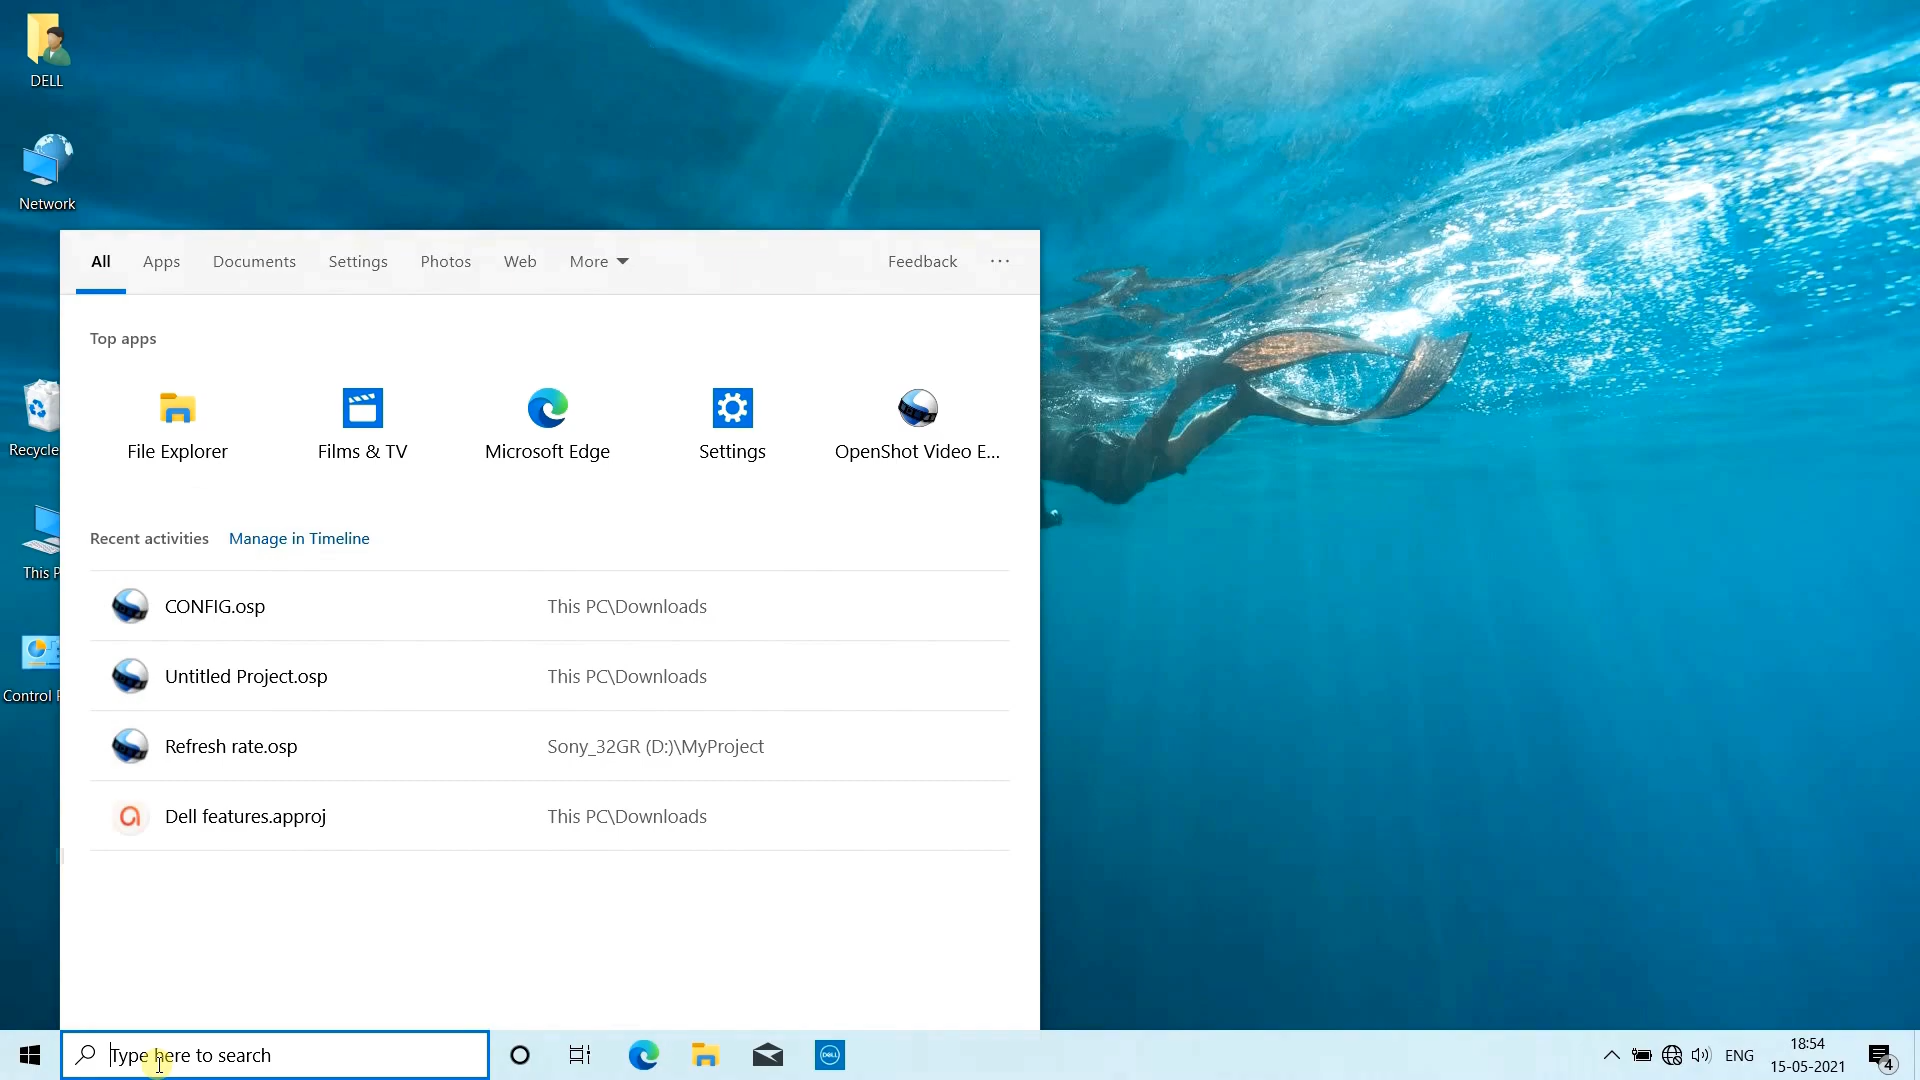 DELL
Network
Recycle
This P
Control P
All Apps Documents Settings Photos Web More Feedback ...
Top apps
File Explorer Films & TV Microsoft Edge Settings OpenShot Video E...
Recent activities Manage in Timeline
CONFIG.osp This PC\Downloads
Untitled Project.osp This PC\Downloads
Refresh rate.osp Sony_32GR (D:)\MyProject
Dell features.approj This PC\Downloads
Type here to search
DELL
ENG
18:54
15-05-2021
4